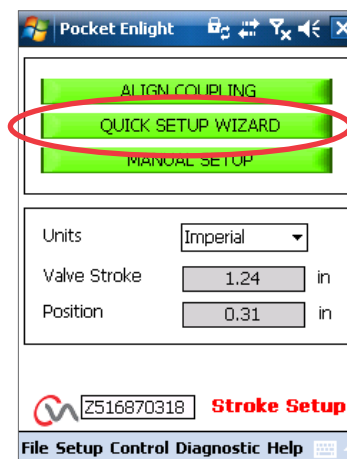 Pocket Enlight
ALIGN COUPLING
QUICK SETUP WIZARD
MANUAL SETUP
Units Imperial
Valve Stroke 1.24 in
Position 0.31 in
Z516870318 Stroke Setup
File Setup Control Diagnostic Help